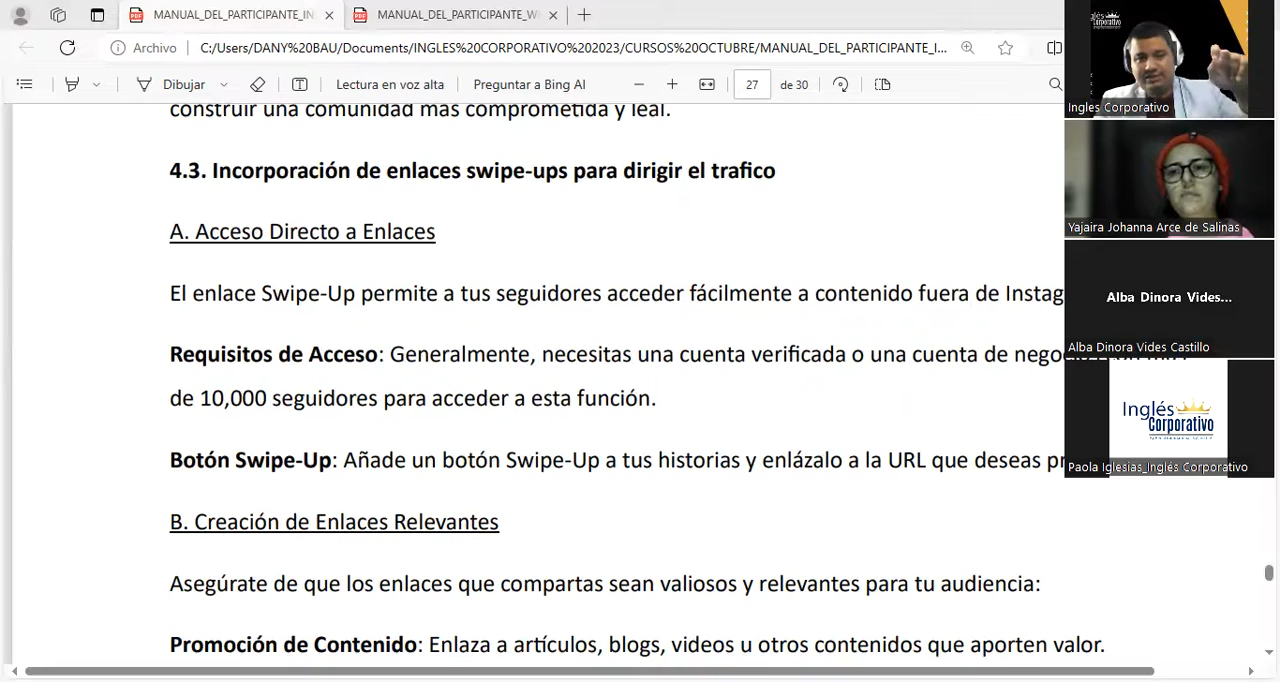 MANUAL_DEL_PARTICIPANTE_IN
MANUAL_DEL_PARTICIPANTE_W
Archivo
C:/Users/DANY%20BAU/Documents/INGLES%20CORPORATIVO%202023/CURSOS%20OCTUBRE/MANUAL_DEL_PARTICIPANTE_I...
Dibujar
Lectura en voz alta
Preguntar a Bing AI
27
de 30
construir una comunidad más comprometida y leal.
4.3. Incorporación de enlaces swipe-ups para dirigir el trafico
A. Acceso Directo a Enlaces
El enlace Swipe-Up permite a tus seguidores acceder fácilmente a contenido fuera de Instag
Requisitos de Acceso: Generalmente, necesitas una cuenta verificada o una cuenta de nego
de 10,000 seguidores para acceder a esta función.
Botón Swipe-Up: Añade un botón Swipe-Up a tus historias y enlázalo a la URL que deseas pr
B. Creación de Enlaces Relevantes
Asegúrate de que los enlaces que compartas sean valiosos y relevantes para tu audiencia:
Promoción de Contenido: Enlaza a artículos, blogs, videos u otros contenidos que aporten valor.
Ingles Corporativo
Yajaira Johanna Arce de Salinas
Alba Dinora Vides...
Alba Dinora Vides Castillo
Inglés
Corporativo
Paola Iglesias_Inglés Corporativo